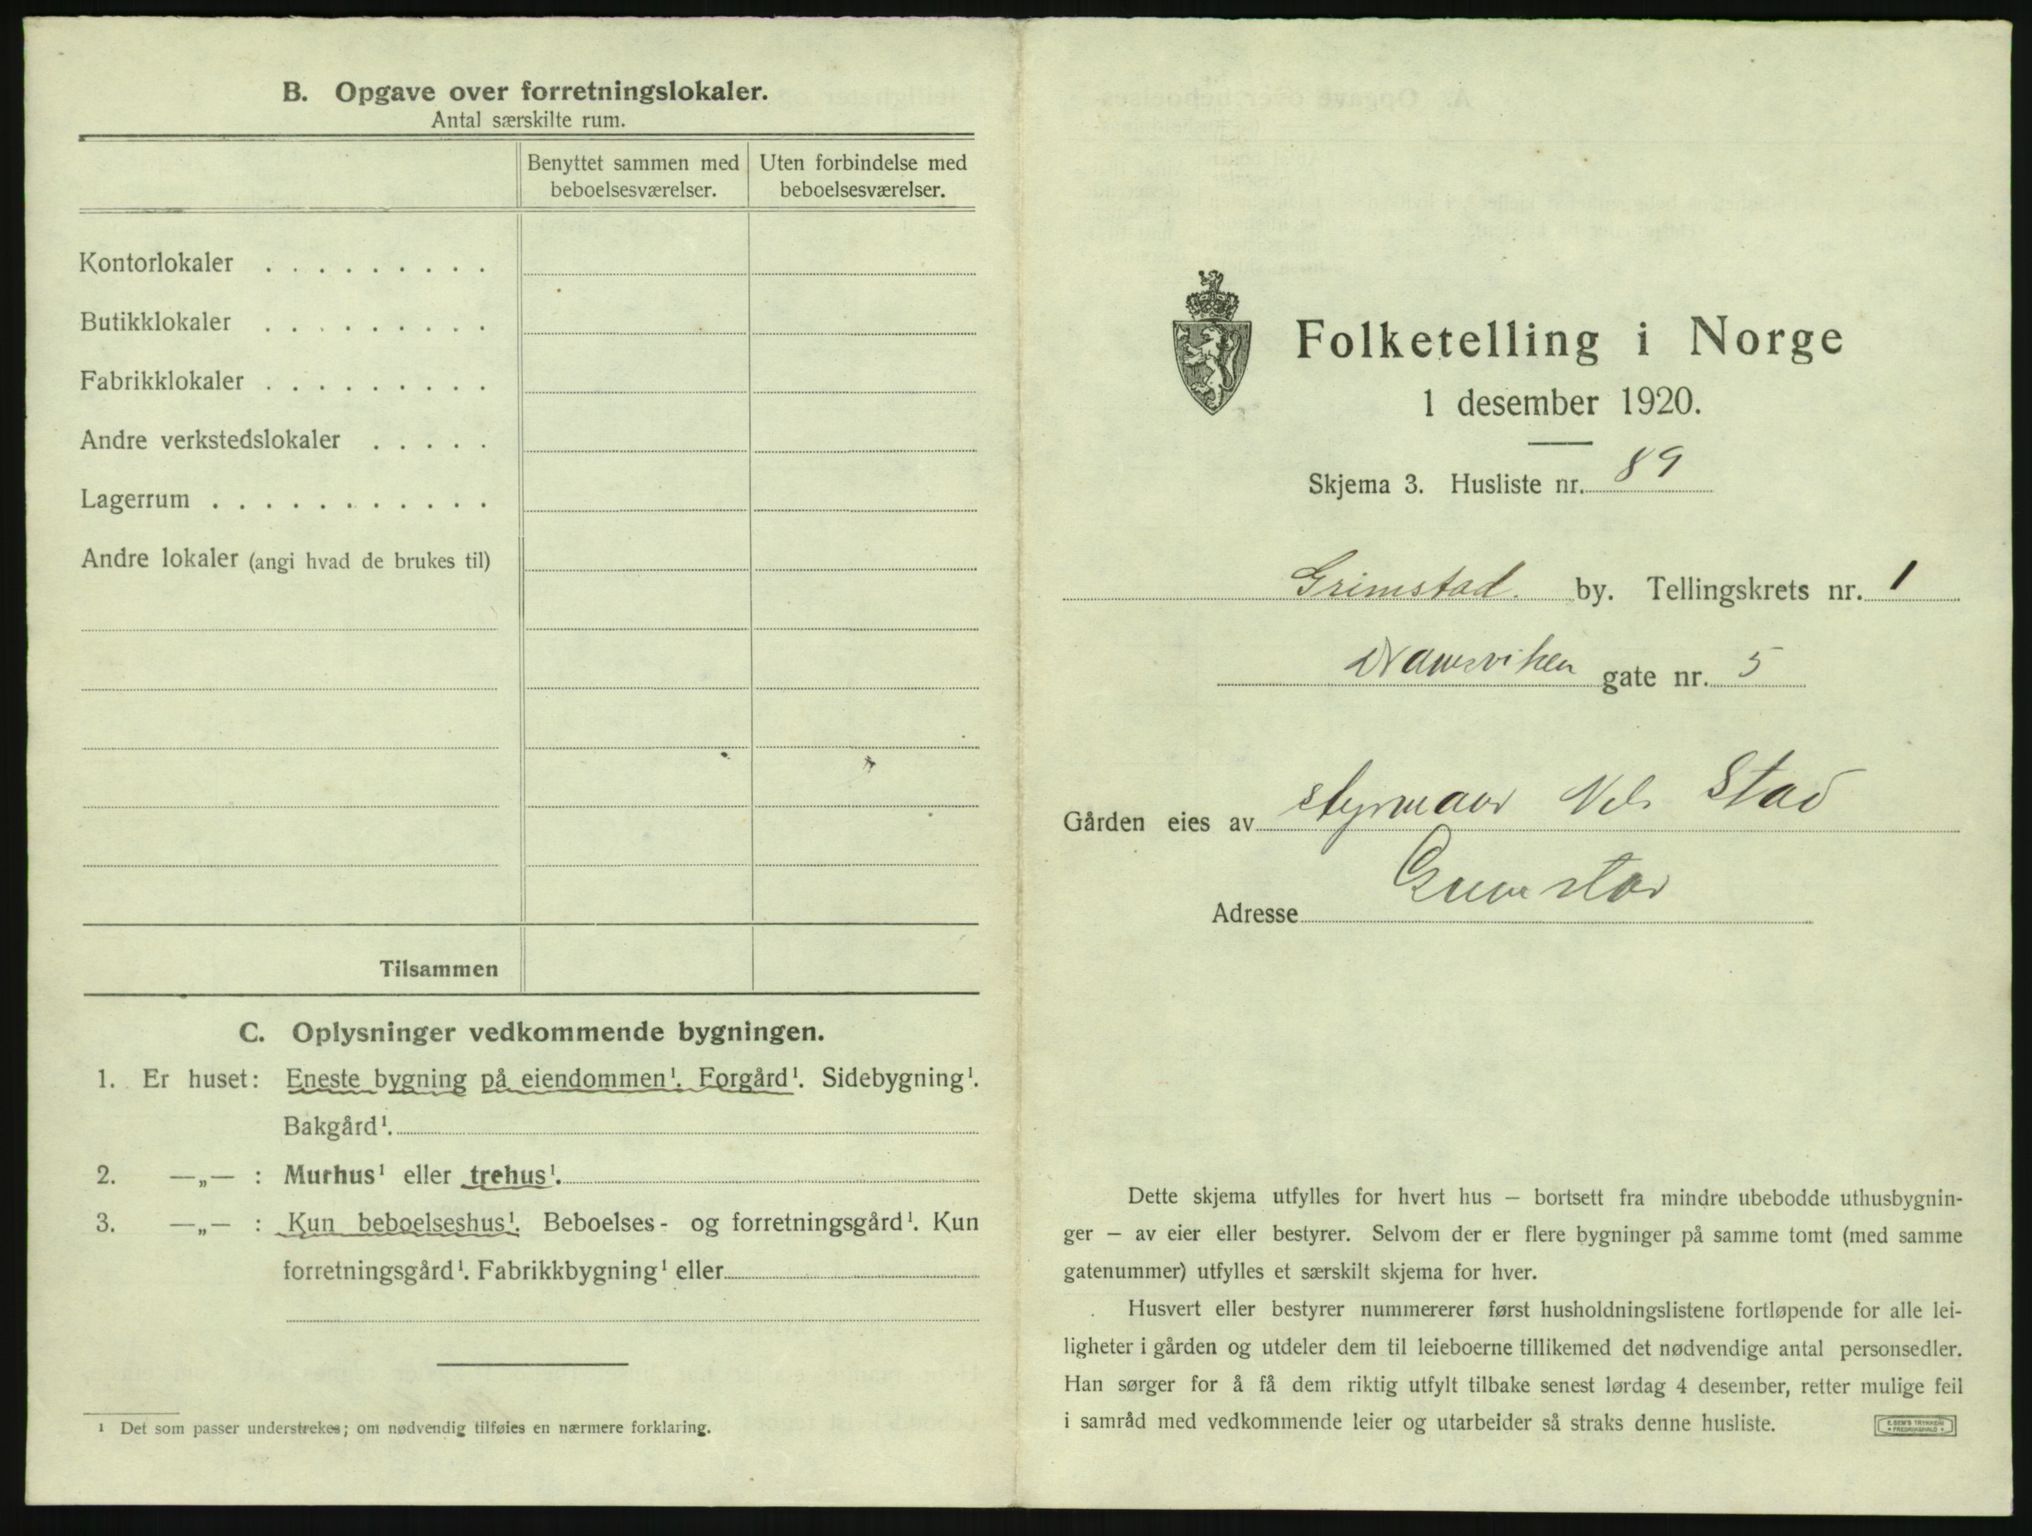 B. Opgave over forretningslokaler.
Antal særskilte rum.
Benyttet sammen med beboelsesværelser.
Uten forbindelse med beboelsesværelser.
Kontorlokaler . . . . . . . . .
Butikklokaler . . . . . . . . .
Fabrikklokaler . . . . . . . . .
Andre verkstedslokaler . . . . .
Lagerrum . . . . . . . . . . .
Andre lokaler (angi hvad de brukes til)
Tilsammen
C. Oplysninger vedkommende bygningen.
1. Er huset: Eneste bygning på eiendommen¹. Forgård¹. Sidebygning¹.
Bakgård¹.
2. —„— : Murhus¹ eller trehus¹.
3. —„— : Kun beboelseshus¹. Beboelses- og forretningsgård¹. Kun
forretningsgård¹. Fabrikkbygning¹ eller
¹ Det som passer understrekes; om nødvendig tilføies en nærmere forklaring.
Folketelling i Norge
1 desember 1920.
Skjema 3. Husliste nr. 89
Grimstad. by. Tellingskrets nr. 1
gate nr. 5
Gården eies av styrmann Nils Stad
Adresse Grimstad
Dette skjema utfylles for hvert hus – bortsett fra mindre ubebodde uthusbygnin-
ger – av eier eller bestyrer. Selvom der er flere bygninger på samme tomt (med samme
gatenummer) utfylles et særskilt skjema for hver.
Husvert eller bestyrer nummererer først husholdningslistene fortløpende for alle lei-
ligheter i gården og utdeler dem til leieboerne tillikemed det nødvendige antal personsedler.
Han sørger for å få dem riktig utfylt tilbake senest lørdag 4 desember, retter mulige feil
i samråd med vedkommende leier og utarbeider så straks denne husliste.